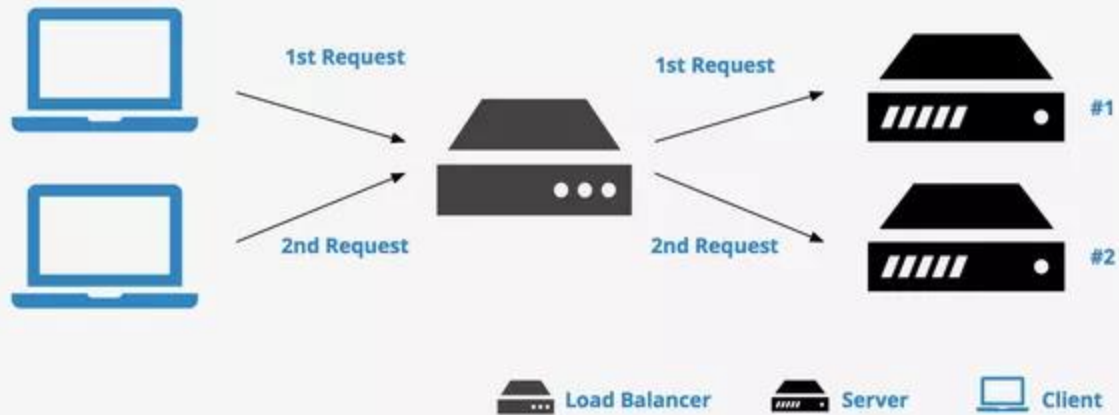 1st Request
1st Request
#1
2nd Request
2nd Request
#2
Load Balancer
Server
Client